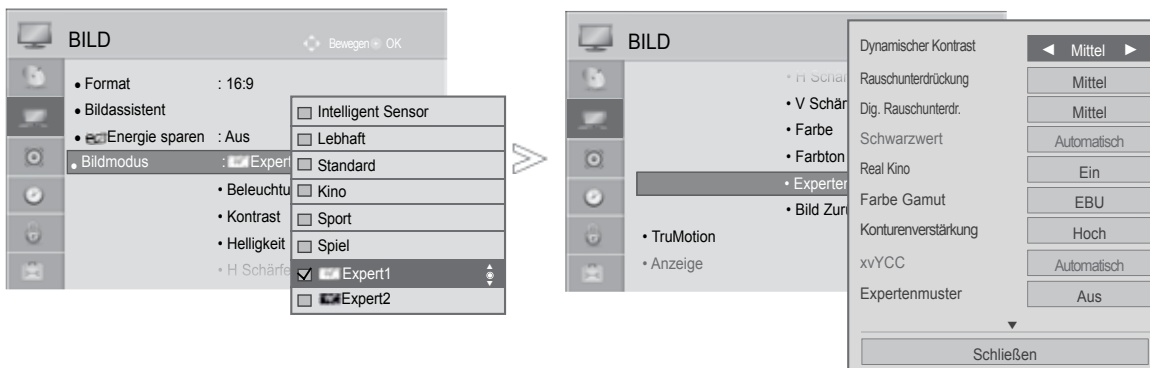 BILD
Bewegen OK
• Format : 16:9
• Bildassistent
• Energie sparen : Aus
• Bildmodus : Expert
• Beleuchtu
• Kontrast
• Helligkeit
• H Schärfe
Intelligent Sensor
Lebhaft
Standard
Kino
Sport
Spiel
Expert1
Expert2
BILD
• H Schär
• V Schär
• Farbe
• Farbton
• Experten
• Bild Zur
• TruMotion
• Anzeige
Dynamischer Kontrast ◄ Mittel ►
Rauschunterdrückung Mittel
Dig. Rauschunterdr. Mittel
Schwarzwert Automatisch
Real Kino Ein
Farbe Gamut EBU
Konturenverstärkung Hoch
xvYCC Automatisch
Expertenmuster Aus
▼
Schließen